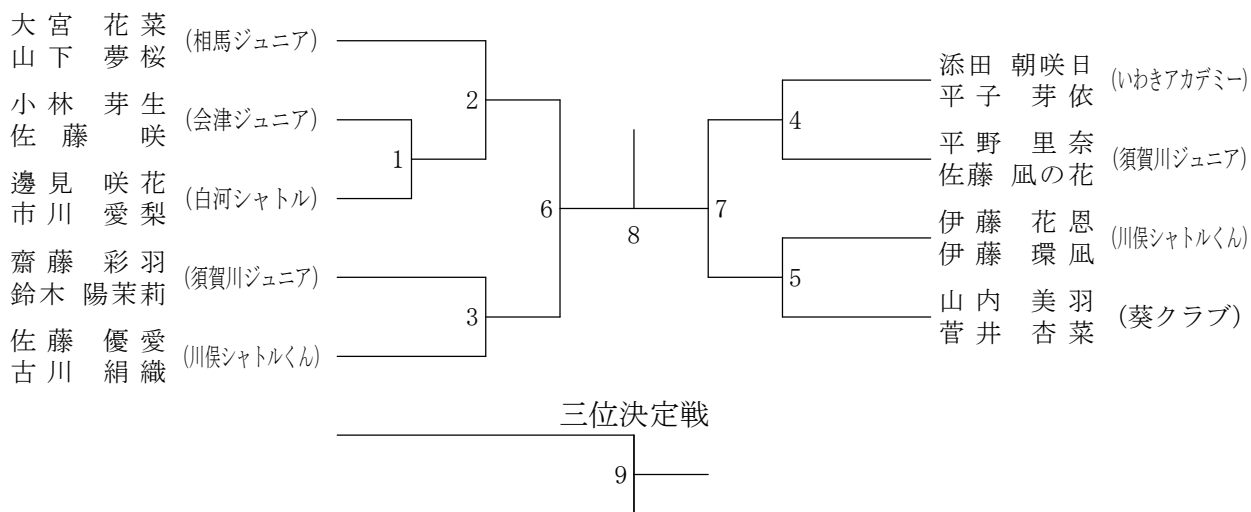 大宮 花菜
山下 夢桜
(相馬ジュニア)
小林 芽生
佐藤 咲
(会津ジュニア)
邊見 咲花
市川 愛梨
(白河シャトル)
齋藤 彩羽
鈴木 陽茉莉
(須賀川ジュニア)
佐藤 優愛
古川 絹織
(川俣シャトルくん)
1
2
3
6
8
7
4
5
添田 朝咲日
平子 芽依
(いわきアカデミー)
平野 里奈
佐藤 凪の花
(須賀川ジュニア)
伊藤 花恩
伊藤 環凪
(川俣シャトルくん)
山内 美羽
菅井 杏菜
(葵クラブ)
三位決定戦
9